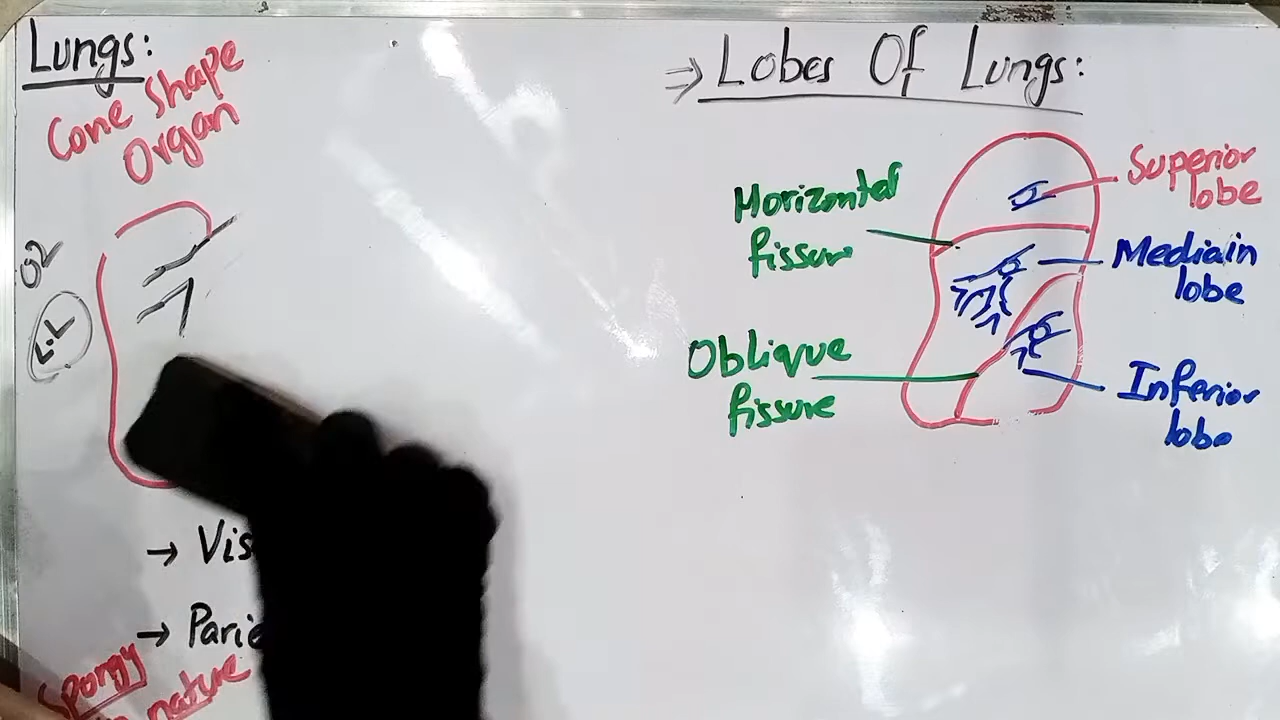 Lungs:
Cone Shape
Organ
O2
L.L
→ Vis
→ Parie
Spongy
in nature
⇒ Lobes Of Lungs:
Horizontal
fissure
Oblique
fissure
Superior
lobe
Mediain
lobe
Inferior
lobe